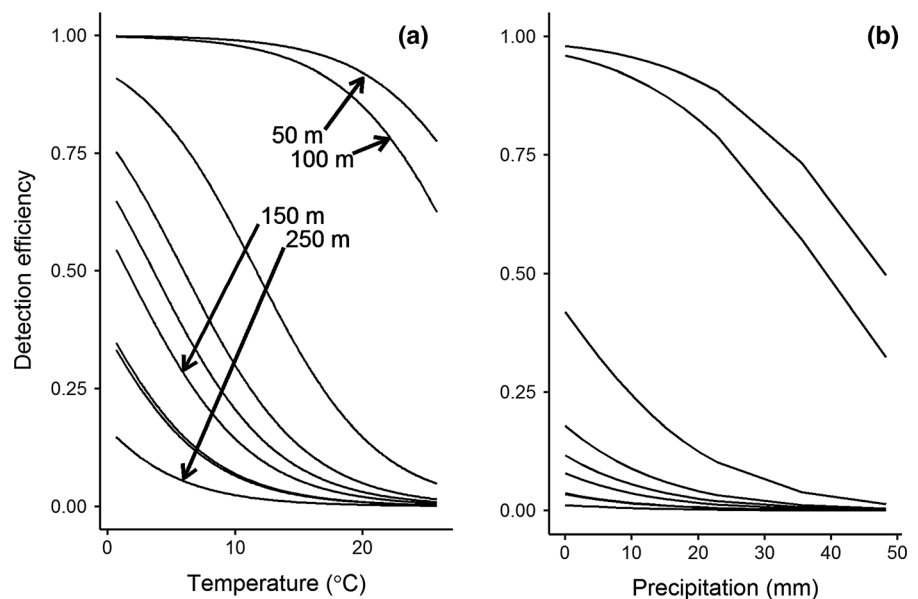 (a)
1.00
0.75
0.50
0.25
0.00
Detection efficiency
50 m
100 m
150 m
250 m
0
10
20
Temperature (°C)
(b)
1.00
0.75
0.50
0.25
0.00
0
10
20
30
40
50
Precipitation (mm)